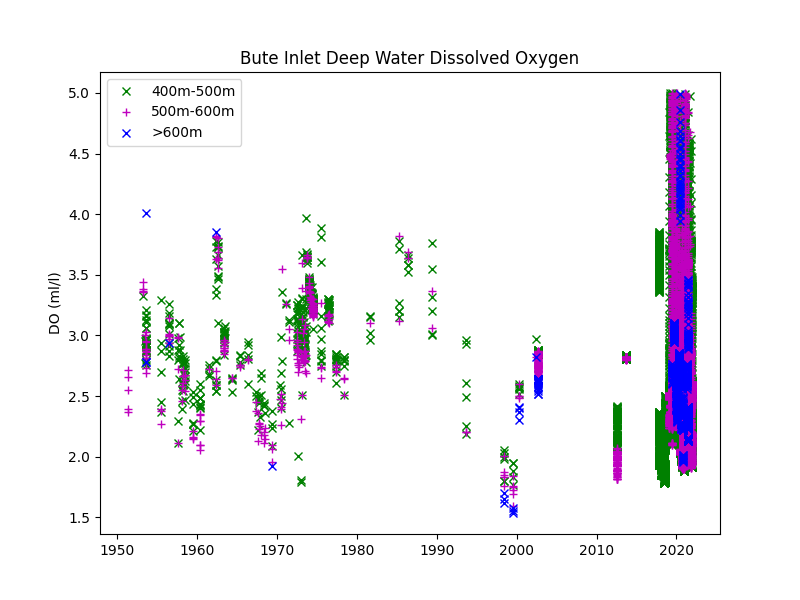 Bute Inlet Deep Water Dissolved Oxygen
400m-500m
500m-600m
>600m
DO (ml/l)
5.0
4.5
4.0
3.5
3.0
2.5
2.0
1.5
1950 1960 1970 1980 1990 2000 2010 2020